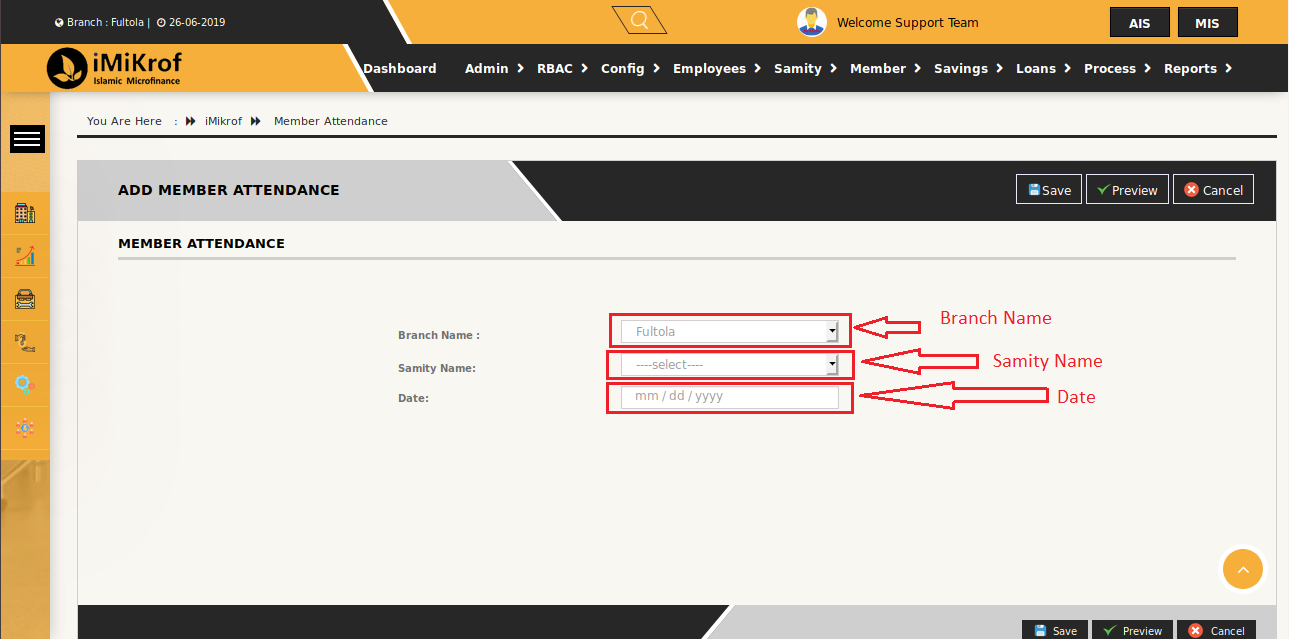 Branch : Fultola | 26-06-2019
Welcome Support Team
AIS
MIS
iMiKrof
Islamic Microfinance
Dashboard Admin RBAC Config Employees Samity Member Savings Loans Process Reports
You Are Here : iMikrof Member Attendance
ADD MEMBER ATTENDANCE
Save Preview Cancel
MEMBER ATTENDANCE
Branch Name : Fultola Branch Name
Samity Name: ----select---- Samity Name
Date: mm / dd / yyyy Date
Save Preview Cancel